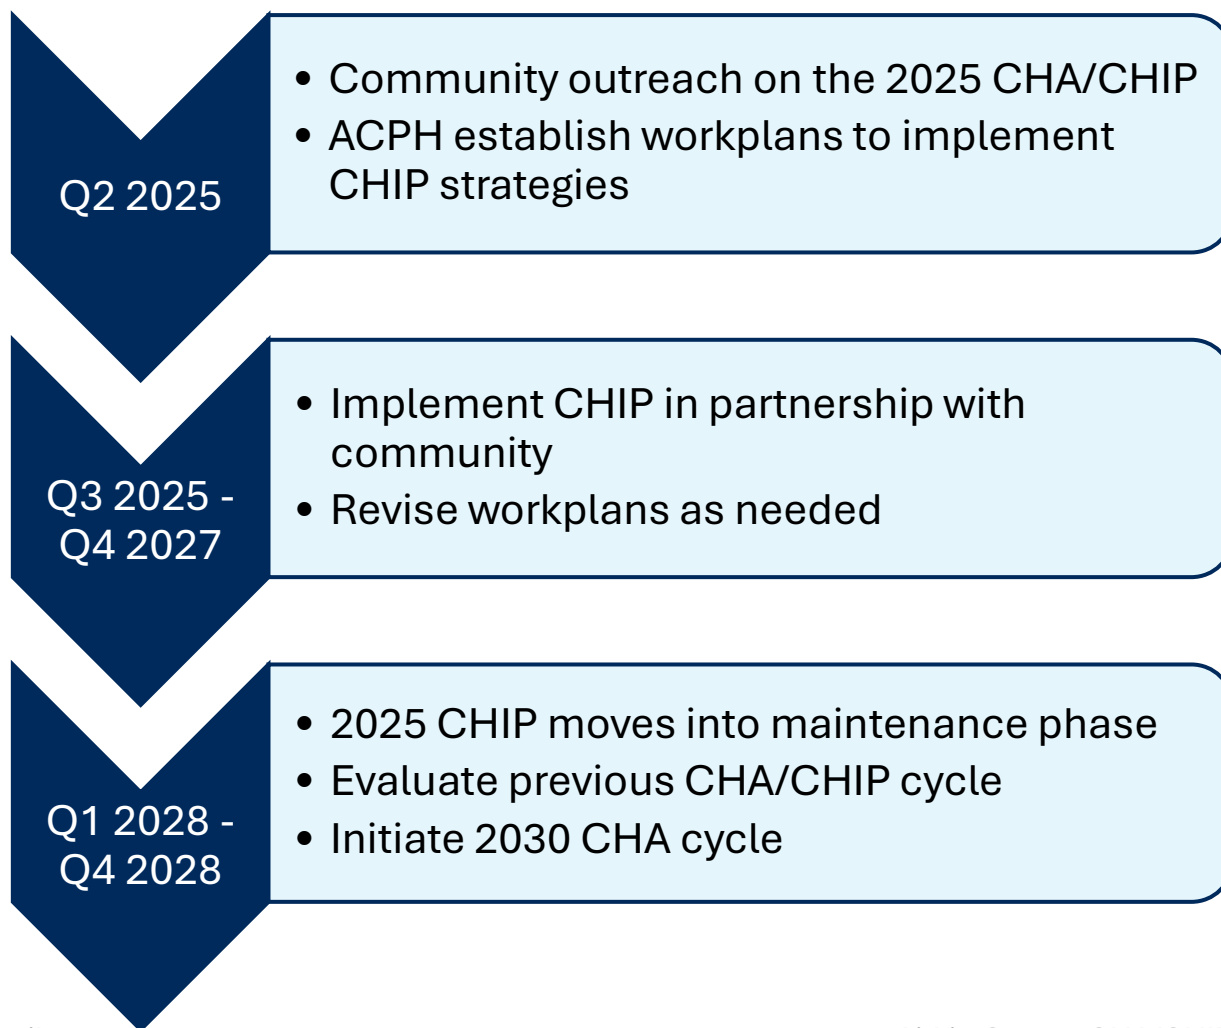 Q2 2025
• Community outreach on the 2025 CHA/CHIP
• ACPH establish workplans to implement
CHIP strategies
Q3 2025 -
Q4 2027
• Implement CHIP in partnership with
community
• Revise workplans as needed
Q1 2028 -
Q4 2028
• 2025 CHIP moves into maintenance phase
• Evaluate previous CHA/CHIP cycle
• Initiate 2030 CHA cycle